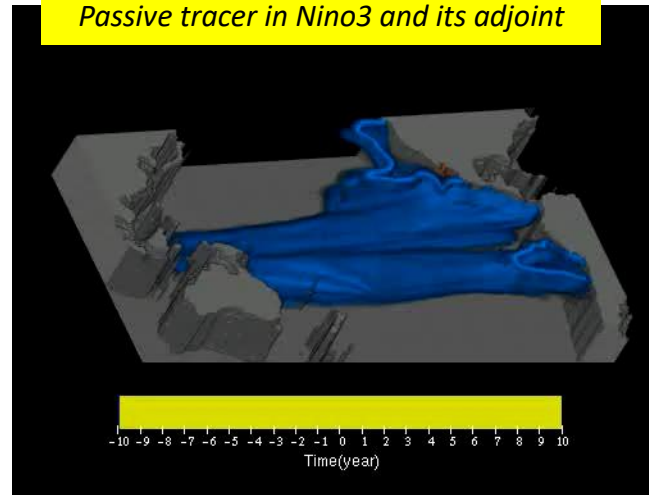 Passive tracer in Nino3 and its adjoint
-10 -9 -8 -7 -6 -5 -4 -3 -2 -1 0 1 2 3 4 5 6 7 8 9 10
Time(year)